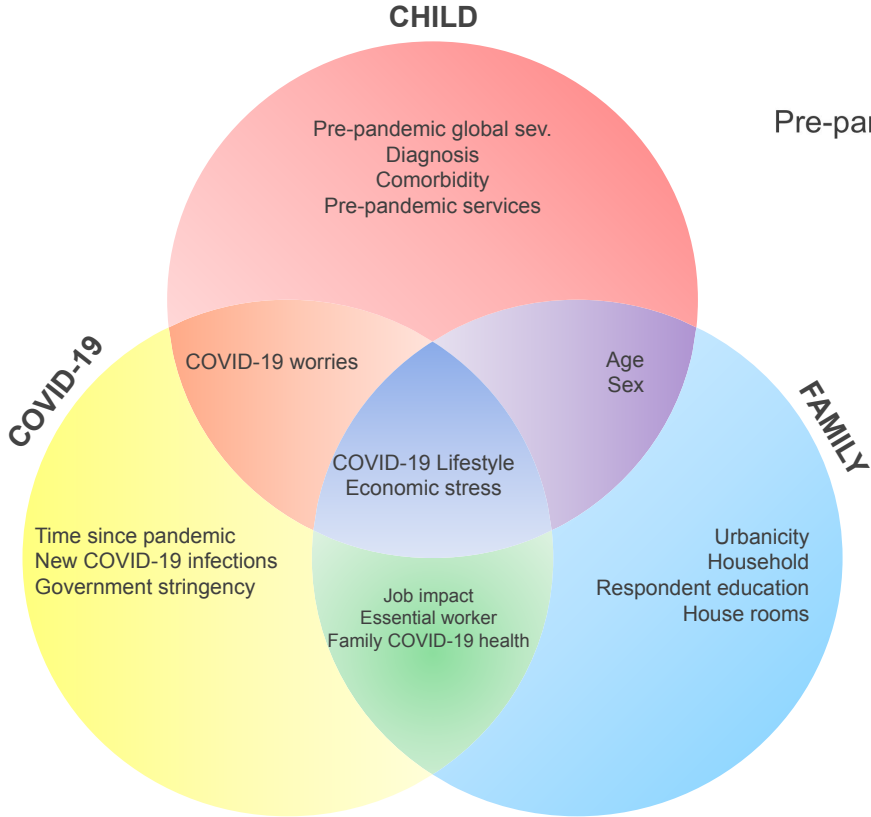 CHILD
Pre-pandemic global sev.
Diagnosis
Comorbidity
Pre-pandemic services
COVID-19
COVID-19 worries
Age
Sex
FAMILY
COVID-19 Lifestyle
Economic stress
Time since pandemic
New COVID-19 infections
Government stringency
Urbanicity
Household
Respondent education
House rooms
Job impact
Essential worker
Family COVID-19 health